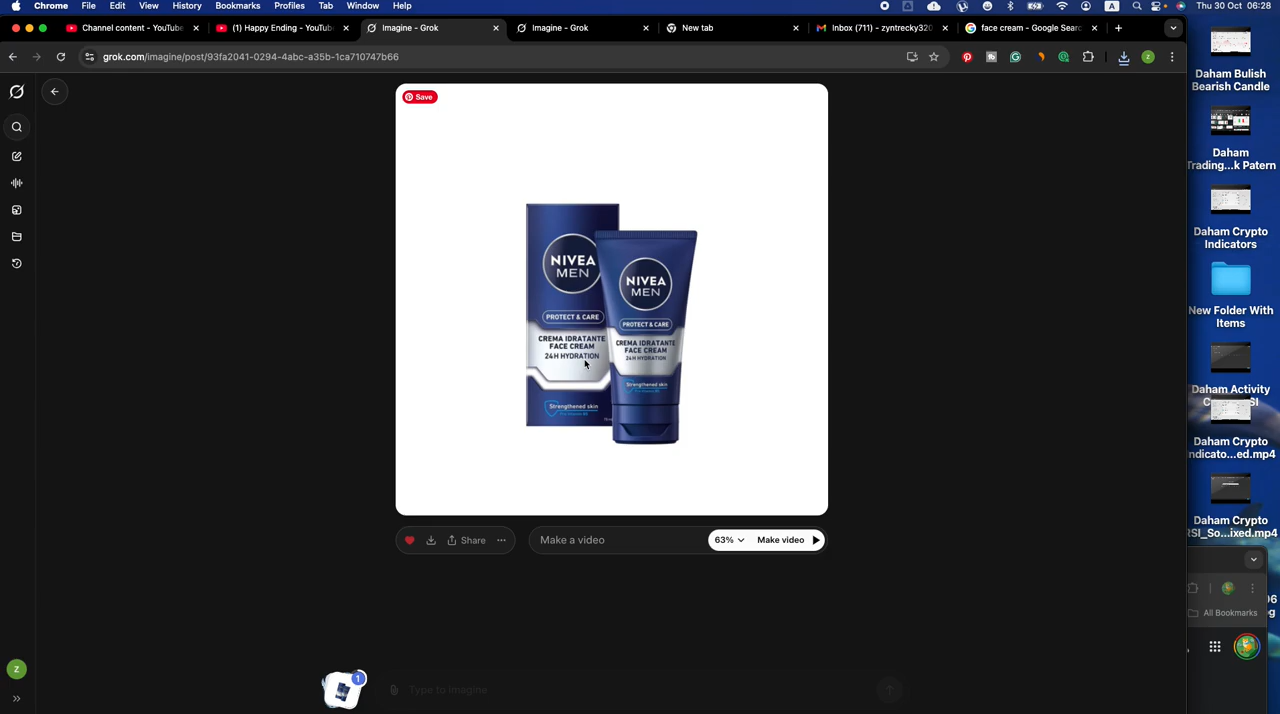 Chrome File Edit View History Bookmarks Profiles Tab Window Help
A
Thu 30 Oct 06:28
Channel content - YouTube
(1) Happy Ending - YouTube
Imagine - Grok
Imagine - Grok
New tab
Inbox (711) - zyntrecky320
face cream - Google Search
grok.com/imagine/post/93fa2041-0294-4abc-a35b-1ca710747b66
z
Save
NIVEA
MEN
PROTECT & CARE
CREMA IDRATANTE
FACE CREAM
24H HYDRATION
Strengthened skin
NIVEA
MEN
PROTECT & CARE
CREMA IDRATANTE
FACE CREAM
24H HYDRATION
Strengthened skin
Share
Make a video
63%
Make video
1
Type to imagine
Z
Daham Bulish
Bearish Candle
Daham
Trading...k Patern
Daham Crypto
Indicators
New Folder With
Items
Daham Activity
Daham Crypto
Indicato...ed.mp4
Daham Crypto
RSI_So...ixed.mp4
All Bookmarks